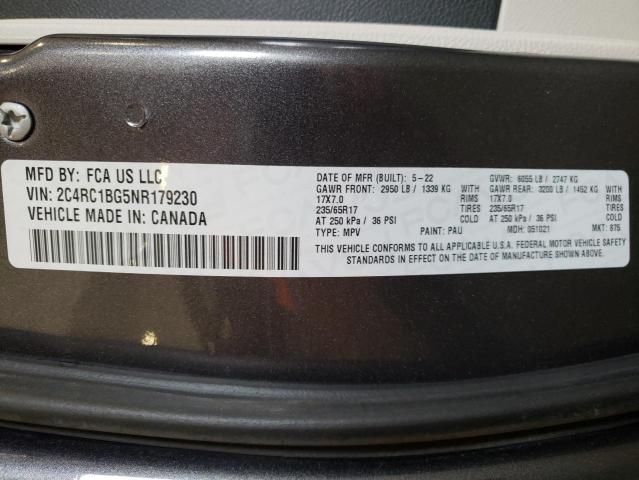 MFD BY: FCA US LLC
VIN: 2C4RC1BG5NR179230
VEHICLE MADE IN: CANADA
DATE OF MFR (BUILT): 5-22 GVWR: 6055 LB / 2747 KG
GAWR FRONT: 2950 LB / 1339 KG WITH GAWR REAR: 3200 LB / 1452 KG WITH
17X7.0 RIMS 17X7.0 RIMS
235/65R17 TIRES 235/65R17 TIRES
AT 250 kPa / 36 PSI COLD AT 250 kPa / 36 PSI COLD
TYPE: MPV PAINT: PAU MDH: 051021 MKT: 875
THIS VEHICLE CONFORMS TO ALL APPLICABLE U.S.A. FEDERAL MOTOR VEHICLE SAFETY
STANDARDS IN EFFECT ON THE DATE OF MANUFACTURE SHOWN ABOVE.